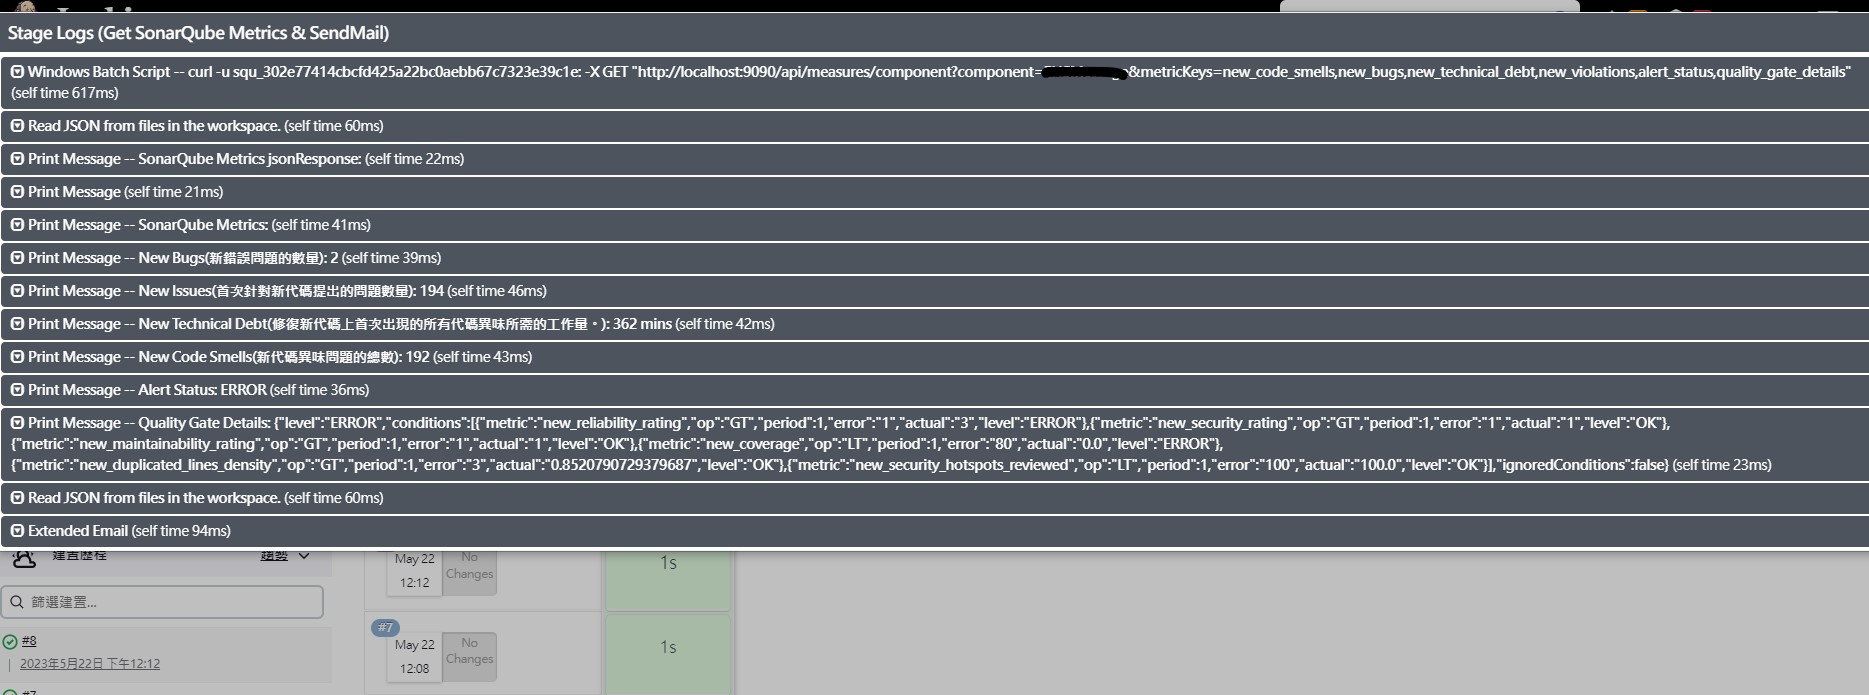 Stage Logs (Get SonarQube Metrics & SendMail)
Windows Batch Script -- curl -u squ_302e77414cbcfd425a22bc0aebb67c7323e39c1e: -X GET "http://localhost:9090/api/measures/component?component=&metricKeys=new_code_smells,new_bugs,new_technical_debt,new_violations,alert_status,quality_gate_details"
(self time 617ms)
Read JSON from files in the workspace. (self time 60ms)
Print Message -- SonarQube Metrics jsonResponse: (self time 22ms)
Print Message (self time 21ms)
Print Message -- SonarQube Metrics: (self time 41ms)
Print Message -- New Bugs(新錯誤問題的數量): 2 (self time 39ms)
Print Message -- New Issues(首次針對新代碼提出的問題數量): 194 (self time 46ms)
Print Message -- New Technical Debt(修復新代碼上首次出現的所有代碼異味所需的工作量。): 362 mins (self time 42ms)
Print Message -- New Code Smells(新代碼異味問題的總數): 192 (self time 43ms)
Print Message -- Alert Status: ERROR (self time 36ms)
Print Message -- Quality Gate Details: {"level":"ERROR","conditions":[{"metric":"new_reliability_rating","op":"GT","period":1,"error":"1","actual":"3","level":"ERROR"},{"metric":"new_security_rating","op":"GT","period":1,"error":"1","actual":"1","level":"OK"},
{"metric":"new_maintainability_rating","op":"GT","period":1,"error":"1","actual":"1","level":"OK"},{"metric":"new_coverage","op":"LT","period":1,"error":"80","actual":"0.0","level":"ERROR"},
{"metric":"new_duplicated_lines_density","op":"GT","period":1,"error":"3","actual":"0.8520790729379687","level":"OK"},{"metric":"new_security_hotspots_reviewed","op":"LT","period":1,"error":"100","actual":"100.0","level":"OK"}],"ignoredConditions":false} (self time 23ms)
Read JSON from files in the workspace. (self time 60ms)
Extended Email (self time 94ms)
建置歷程
趨勢
篩選建置...
#8
2023年5月22日 下午12:12
#7
May 22
12:12
No
Changes
1s
#7
May 22
12:08
No
Changes
1s